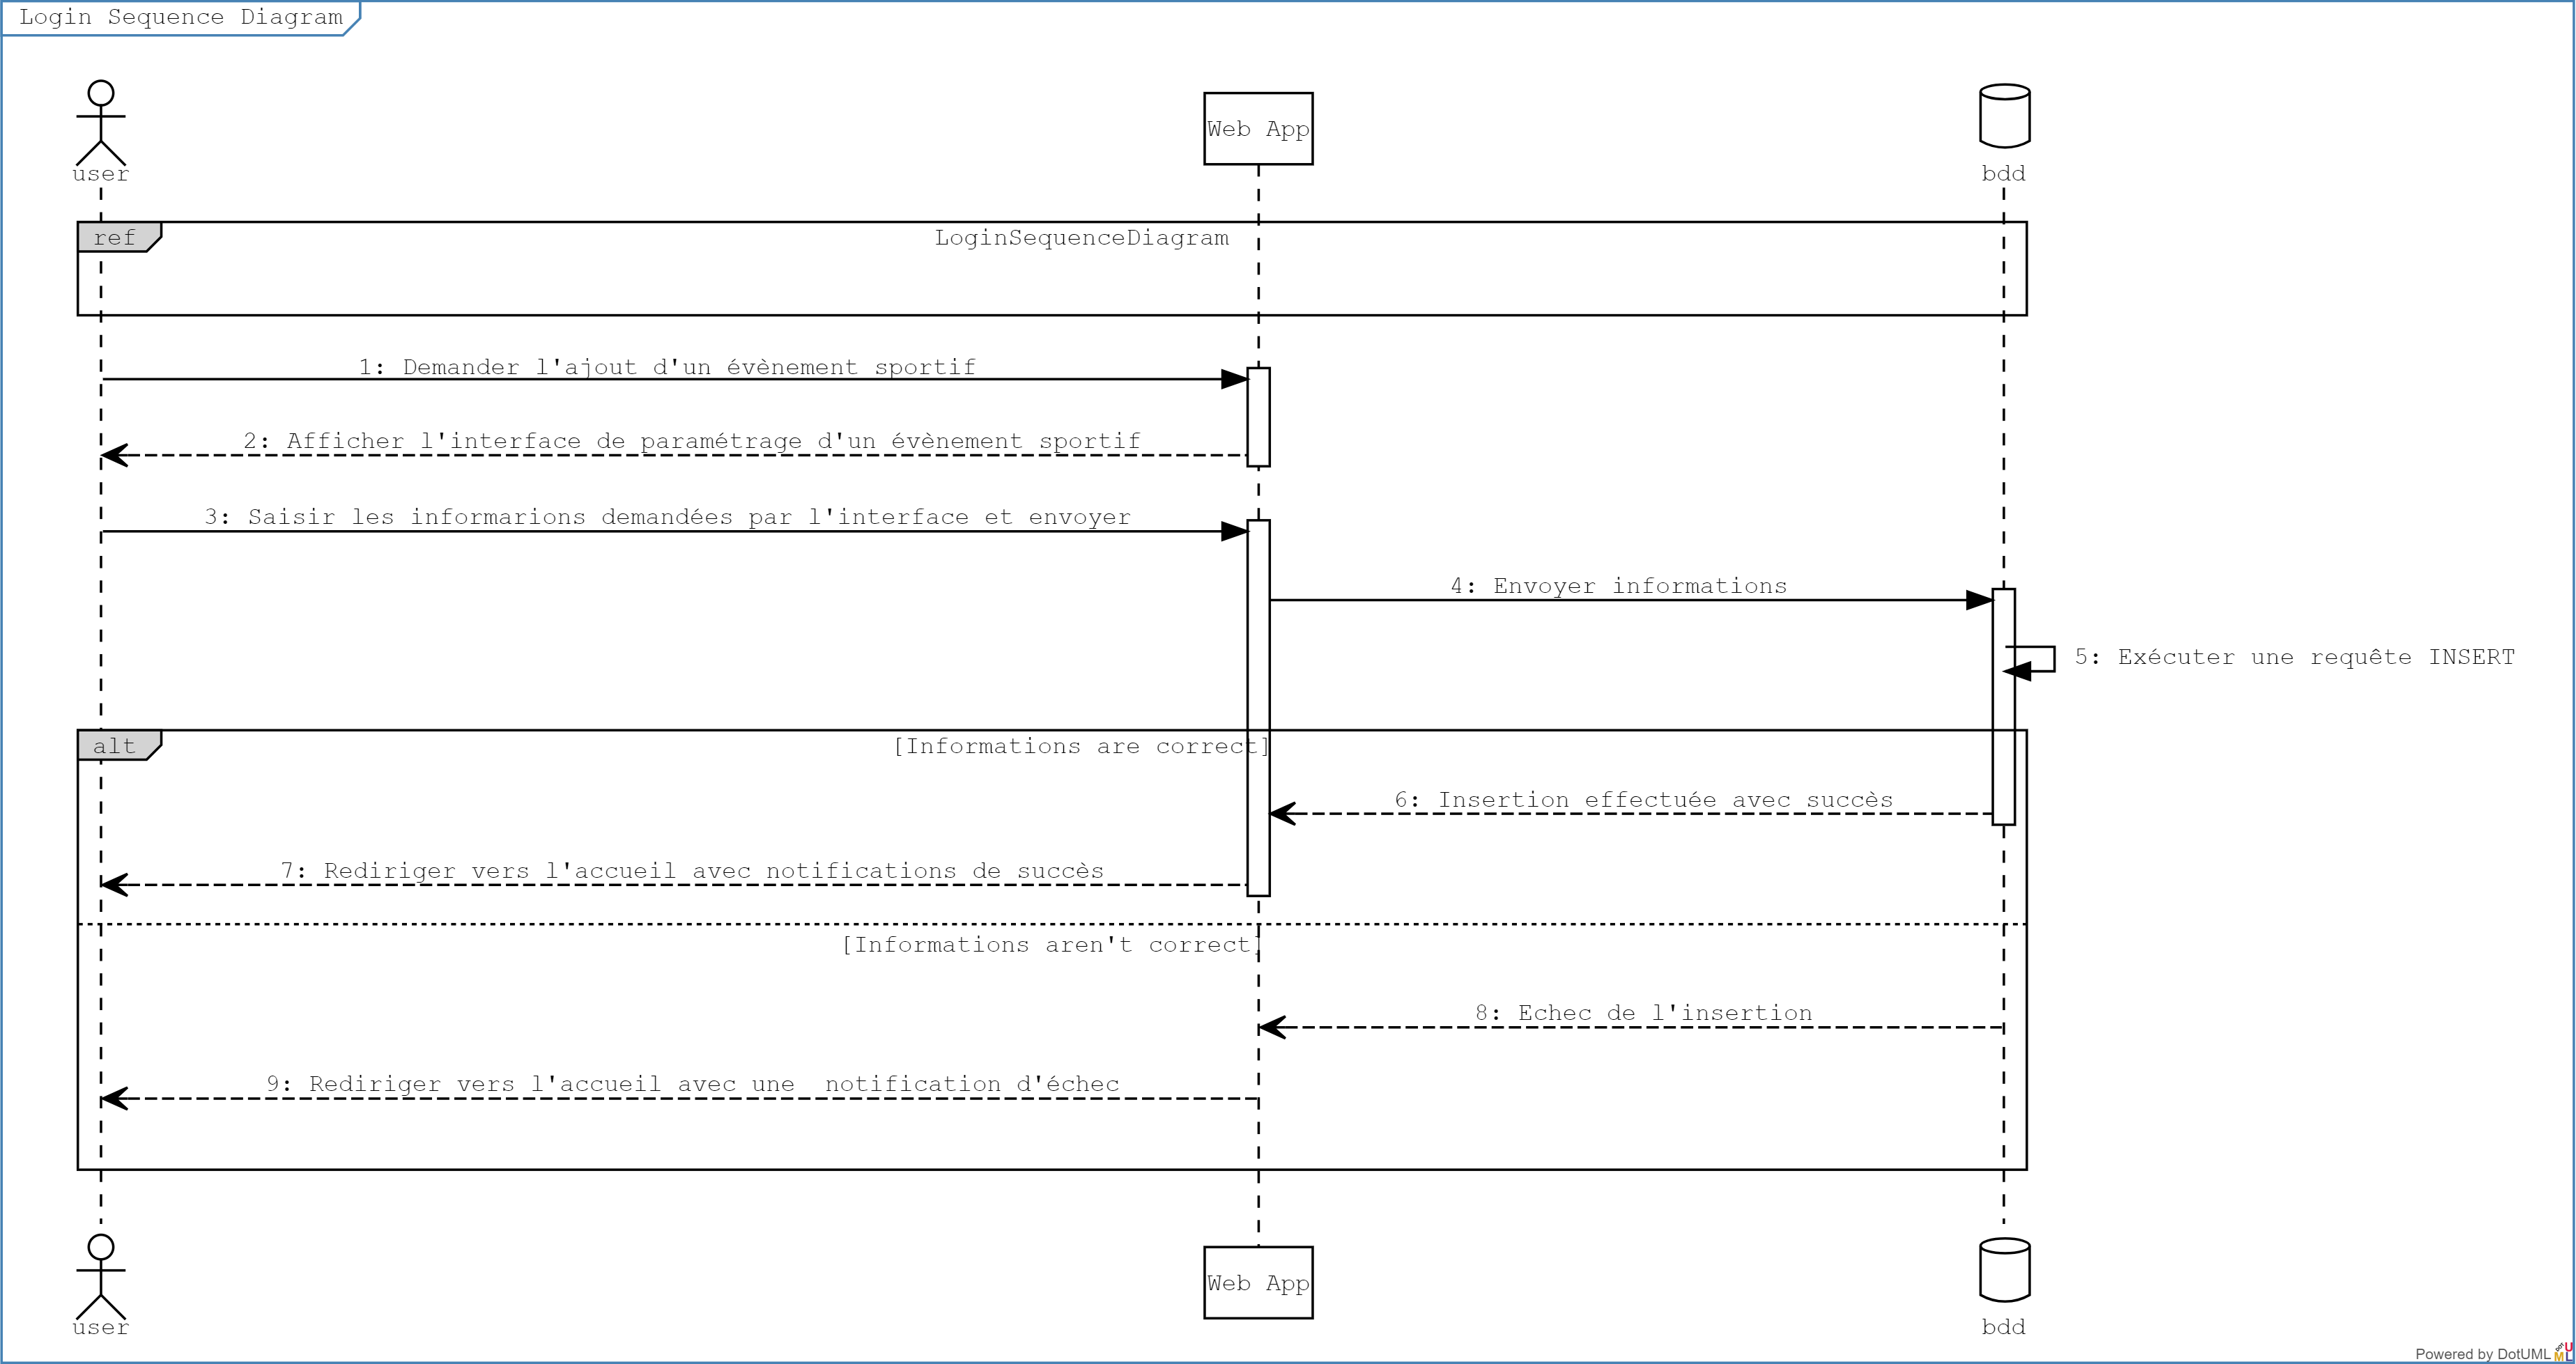 Login Sequence Diagram
Web App
user
bdd
ref
LoginSequenceDiagram
1: Demander l'ajout d'un évènement sportif
2: Afficher l'interface de paramétrage d'un évènement sportif
3: Saisir les informarions demandées par l'interface et envoyer
4: Envoyer informations
5: Exécuter une requête INSERT
alt
[Informations are correct]
6: Insertion effectuée avec succès
7: Rediriger vers l'accueil avec notifications de succès
[Informations aren't correct]
8: Echec de l'insertion
9: Rediriger vers l'accueil avec une  notification d'échec
Web App
user
bdd
Powered by DotUML